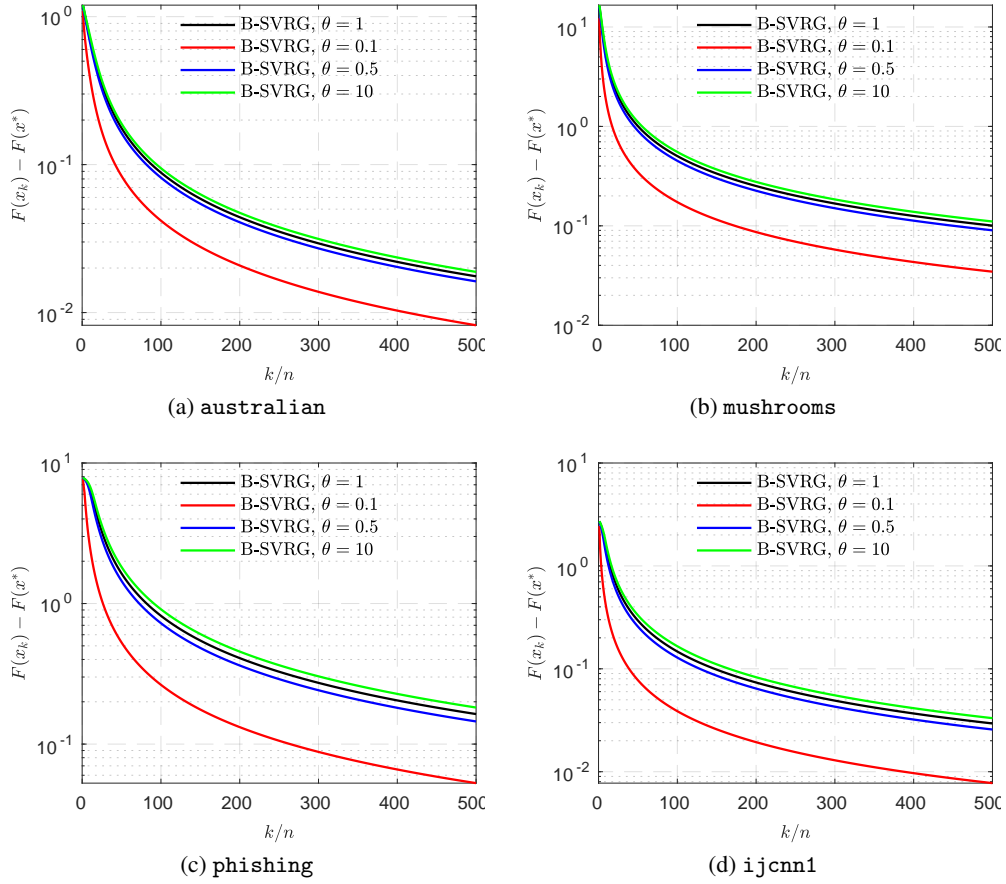 10^0
10^{-1}
10^{-2}
F(x_k) − F(x^*)
B-SVRG, θ = 1
B-SVRG, θ = 0.1
B-SVRG, θ = 0.5
B-SVRG, θ = 10
0 100 200 300 400 500
k/n
(a) australian
10^1
10^0
10^{-1}
10^{-2}
F(x_k) − F(x^*)
B-SVRG, θ = 1
B-SVRG, θ = 0.1
B-SVRG, θ = 0.5
B-SVRG, θ = 10
0 100 200 300 400 500
k/n
(b) mushrooms
10^1
10^0
10^{-1}
F(x_k) − F(x^*)
B-SVRG, θ = 1
B-SVRG, θ = 0.1
B-SVRG, θ = 0.5
B-SVRG, θ = 10
0 100 200 300 400 500
k/n
(c) phishing
10^1
10^0
10^{-1}
10^{-2}
F(x_k) − F(x^*)
B-SVRG, θ = 1
B-SVRG, θ = 0.1
B-SVRG, θ = 0.5
B-SVRG, θ = 10
0 100 200 300 400 500
k/n
(d) ijcnn1